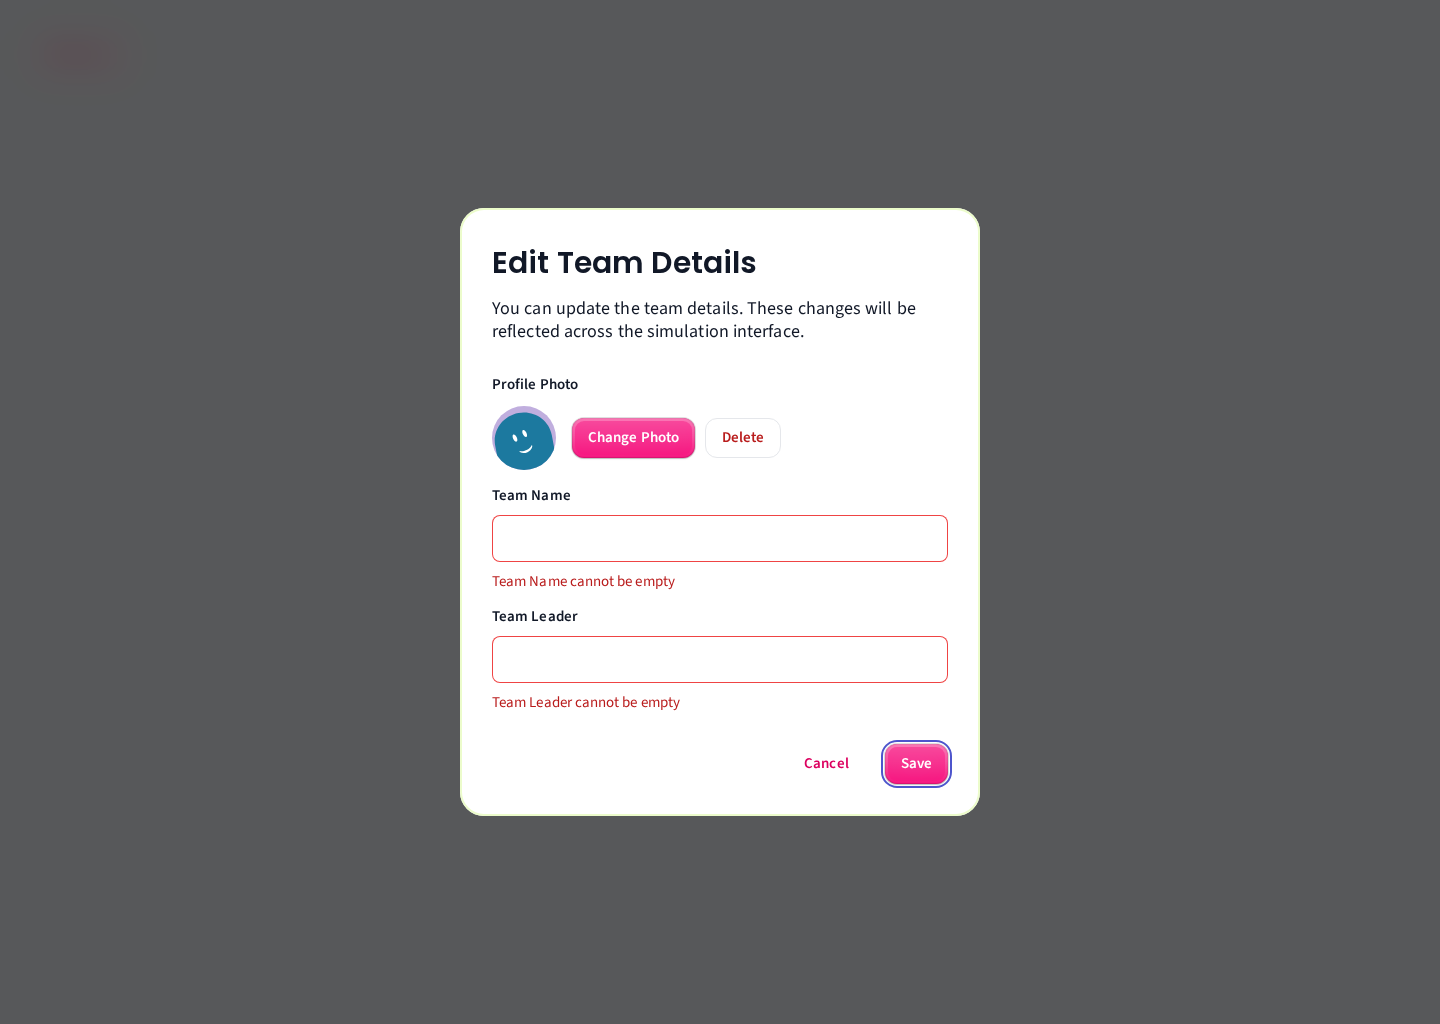 Edit Team Details
You can update the team details. These changes will be
reflected across the simulation interface.
Profile Photo
Change Photo
Delete
Team Name
Team Name cannot be empty
Team Leader
Team Leader cannot be empty
Cancel
Save